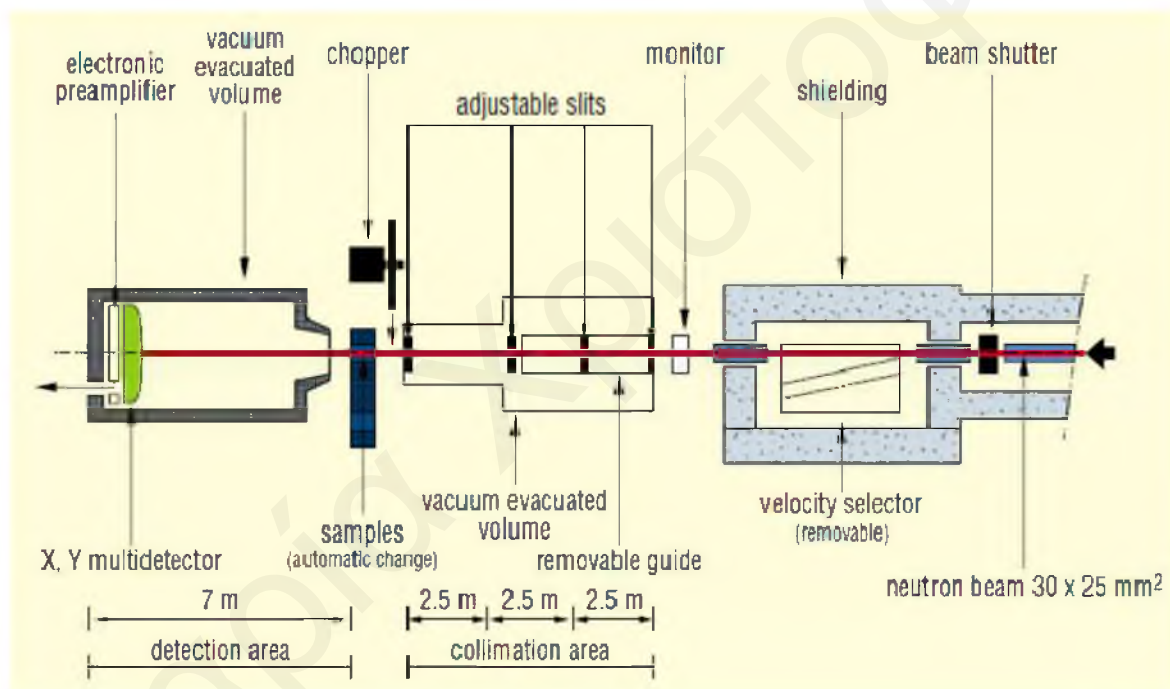 vacuum
evacuated
volume
electronic
preamplifier
chopper
adjustable slits
monitor
shielding
beam shutter
X, Y multidetector
samples
(automatic change)
vacuum evacuated
volume
removable guide
velocity selector
(removable)
neutron beam 30 x 25 mm²
7 m
2.5 m 2.5 m 2.5 m
detection area
collimation area